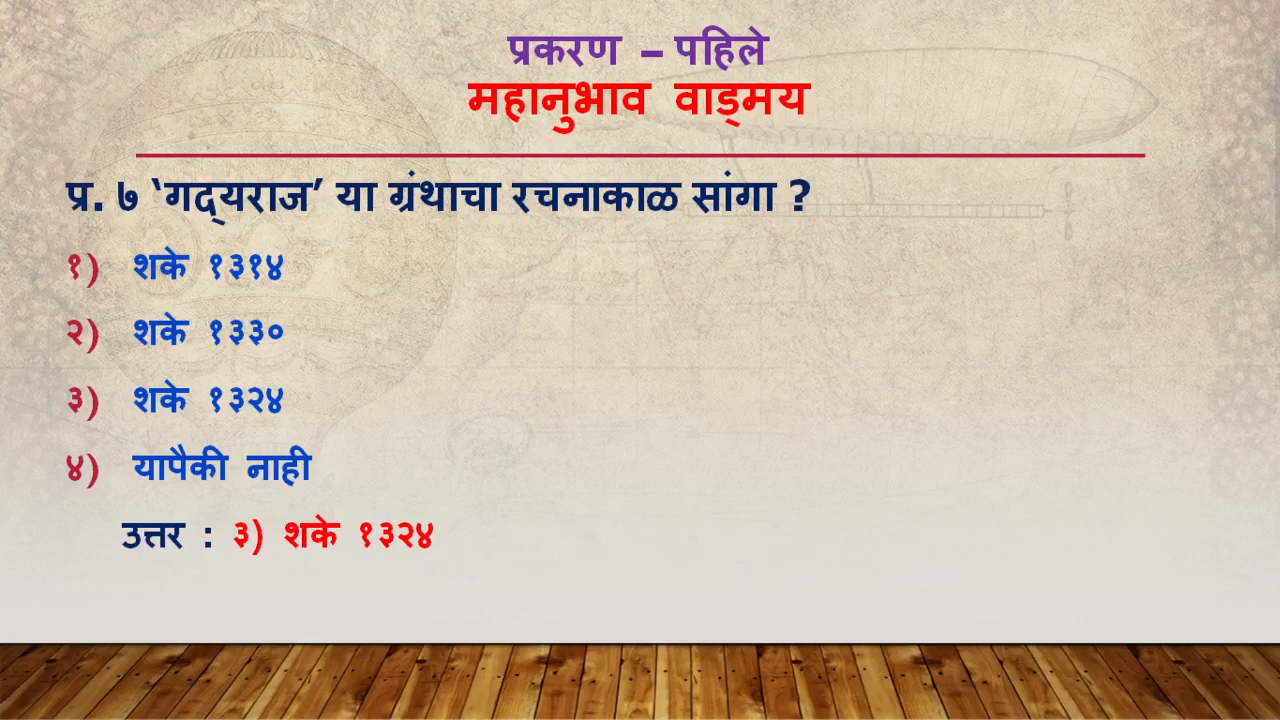 प्रकरण – पहिले
महानुभाव वाड्मय
प्र. ७ ‘गद्‌यराज’ या ग्रंथाचा रचनाकाळ सांगा ?
१) शके १३१४
२) शके १३३०
३) शके १३२४
४) यापैकी नाही
उत्तर : ३) शके १३२४